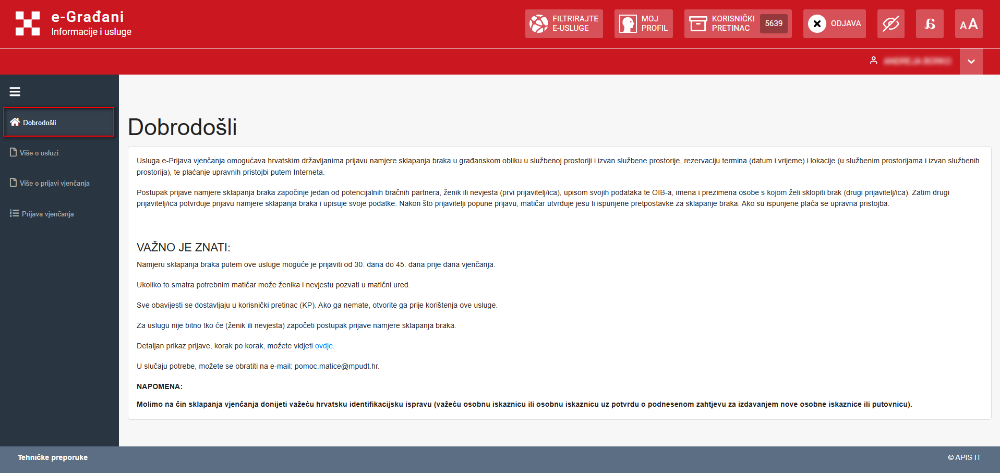 e-Građani
Informacije i usluge
FILTRIRAJTE
E-USLUGE
MOJ
PROFIL
KORISNIČKI
PRETINAC
5639
ODJAVA
AA
Dobrodošli
Više o usluzi
Više o prijavi vjenčanja
Prijava vjenčanja
Dobrodošli
Usluga e-Prijava vjenčanja omogućava hrvatskim državljanima prijavu namjere sklapanja braka u građanskom obliku u službenoj prostoriji i izvan službene prostorije, rezervaciju termina (datum i vrijeme) i lokacije (u službenim prostorijama i izvan službenih
prostorija), te plaćanje upravnih pristojbi putem Interneta.
Postupak prijave namjere sklapanja braka započinje jedan od potencijalnih bračnih partnera, ženik ili nevjesta (prvi prijavitelj/ica), upisom svojih podataka te OIB-a, imena i prezimena osobe s kojom želi sklopiti brak (drugi prijavitelj/ica). Zatim drugi
prijavitelj/ica potvrđuje prijavu namjere sklapanja braka i upisuje svoje podatke. Nakon što prijavitelji popune prijavu, matičar utvrđuje jesu li ispunjene pretpostavke za sklapanje braka. Ako su ispunjene plaća se upravna pristojba.
VAŽNO JE ZNATI:
Namjeru sklapanja braka putem ove usluge moguće je prijaviti od 30. dana do 45. dana prije dana vjenčanja.
Ukoliko to smatra potrebnim matičar može ženika i nevjestu pozvati u matični ured.
Sve obavijesti se dostavljaju u korisnički pretinac (KP). Ako ga nemate, otvorite ga prije korištenja ove usluge.
Za uslugu nije bitno tko će (ženik ili nevjesta) započeti postupak prijave namjere sklapanja braka.
Detaljan prikaz prijave, korak po korak, možete vidjeti ovdje.
U slučaju potrebe, možete se obratiti na e-mail: pomoc.matice@mpudt.hr.
NAPOMENA:
Molimo na čin sklapanja vjenčanja donijeti važeću hrvatsku identifikacijsku ispravu (važeću osobnu iskaznicu ili osobnu iskaznicu uz potvrdu o podnesenom zahtjevu za izdavanjem nove osobne iskaznice ili putovnicu).
Tehničke preporuke
© APIS IT